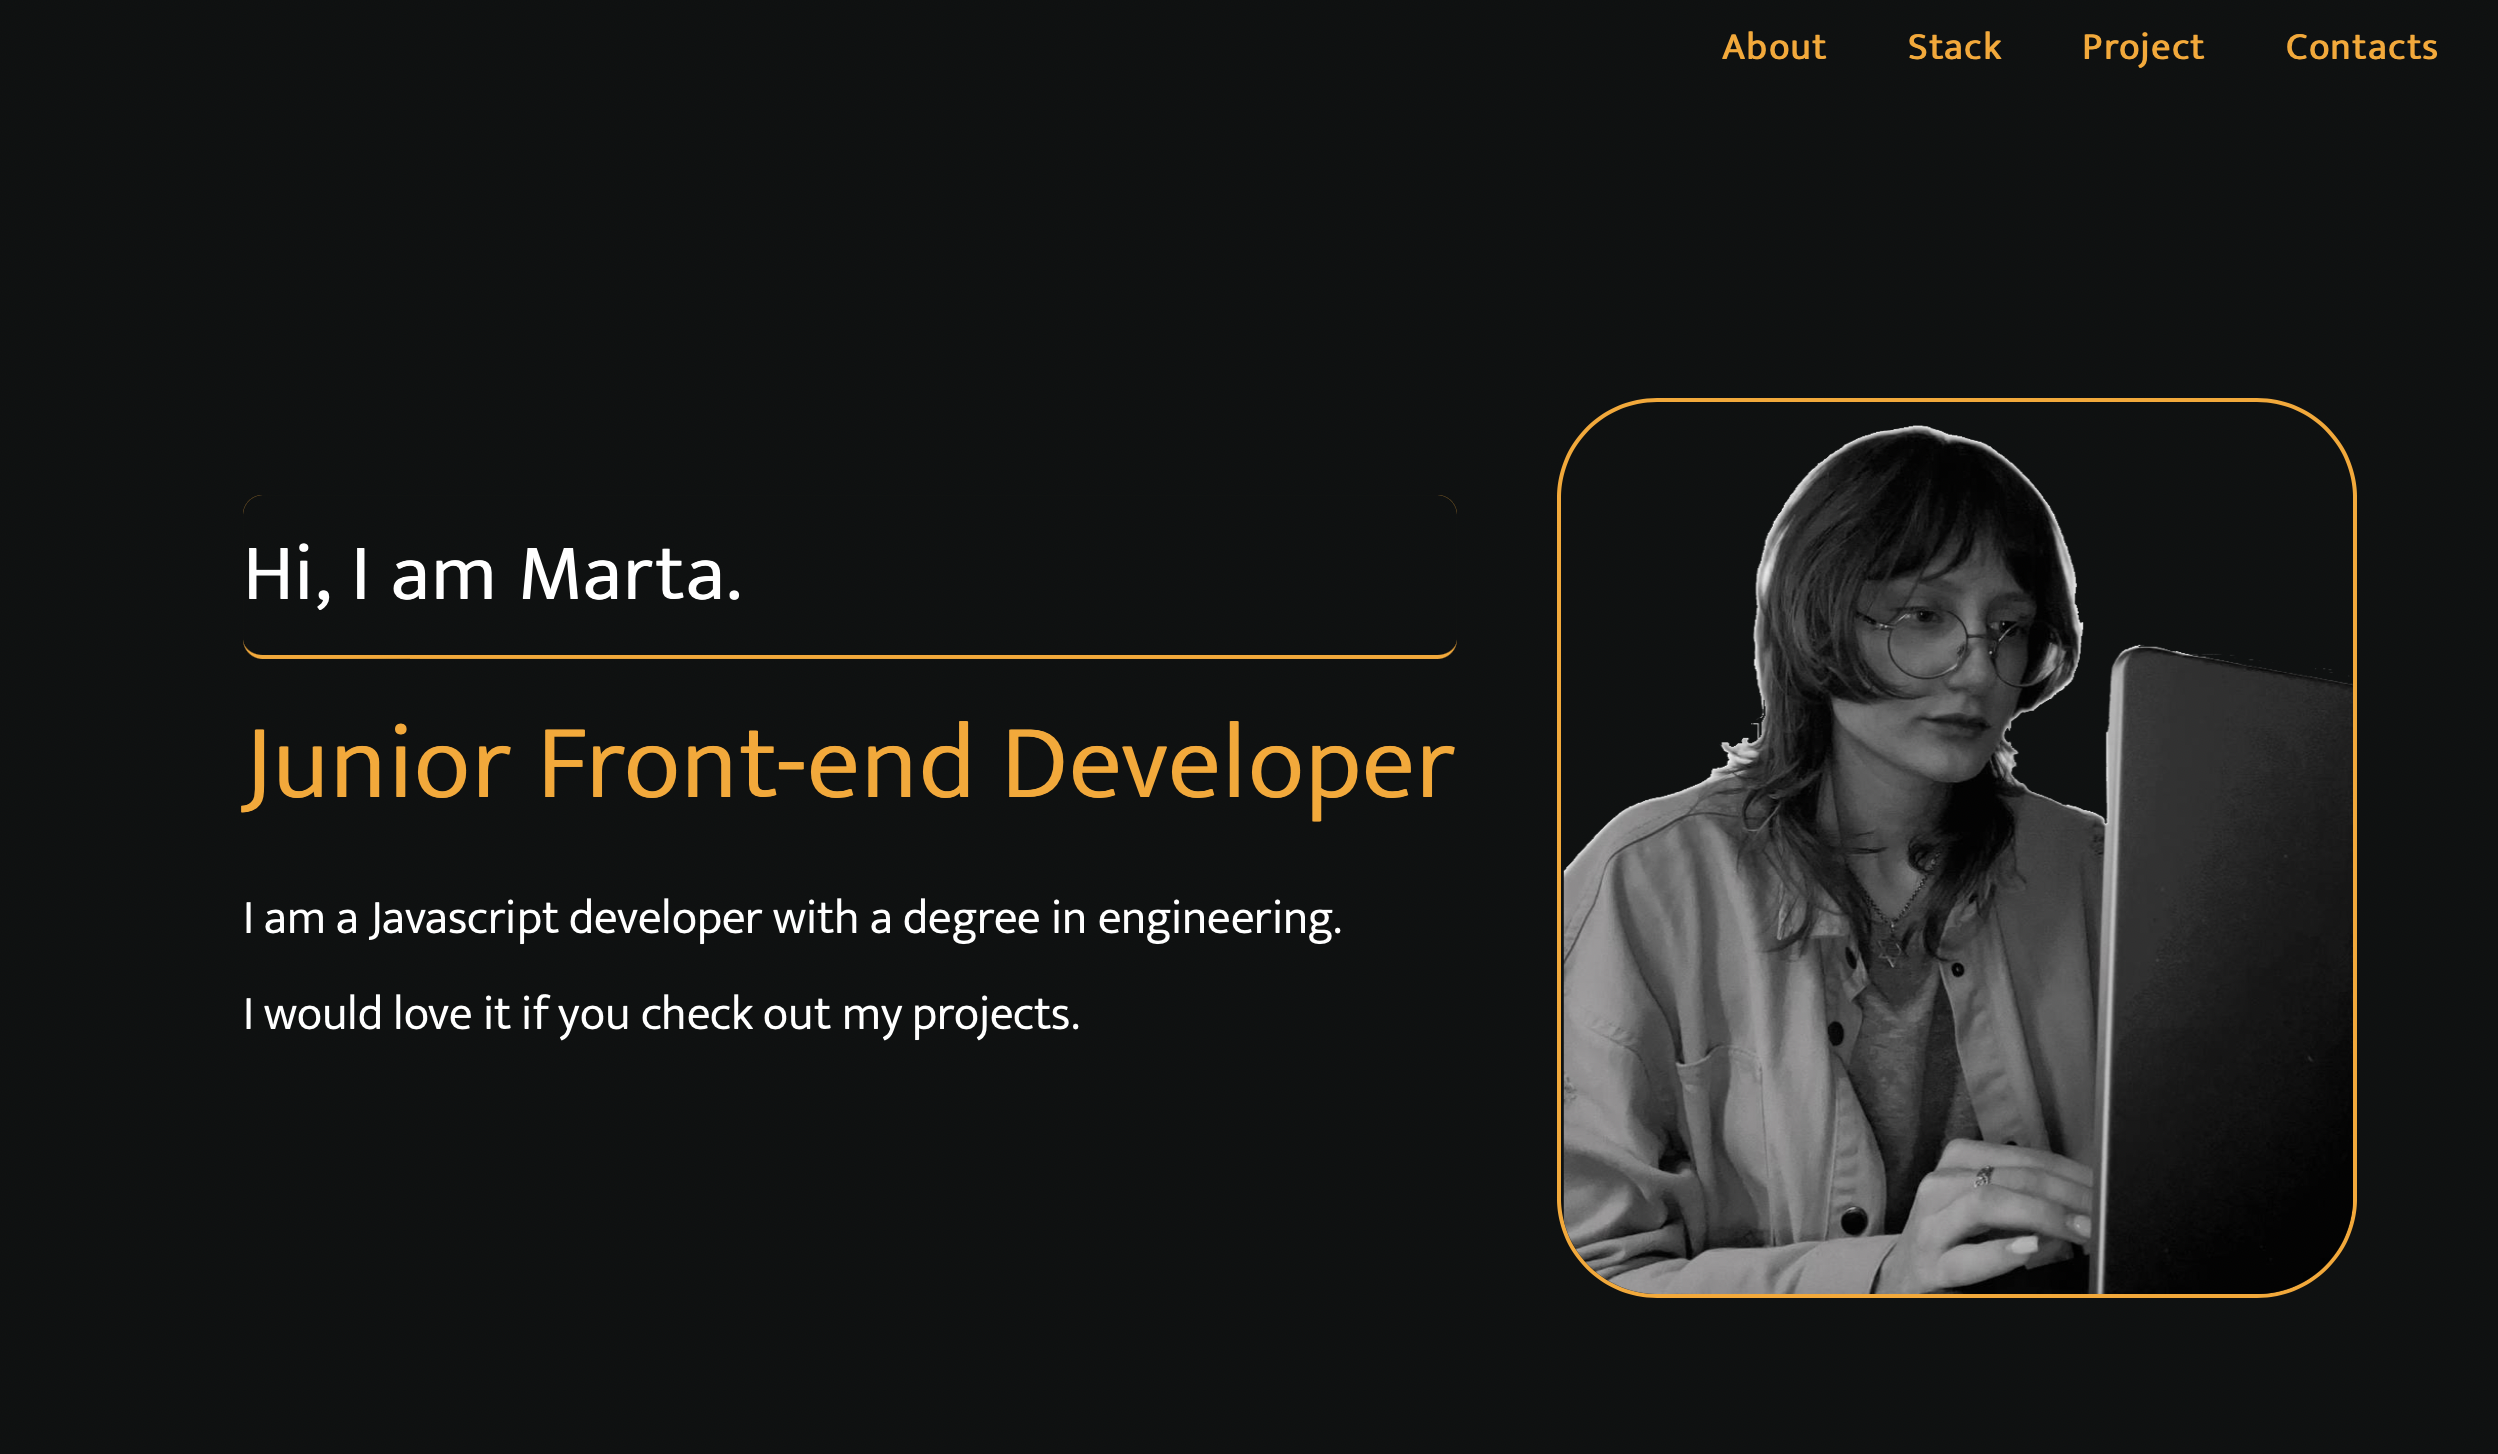 About Stack Project Contacts
Hi, I am Marta.
Junior Front-end Developer
I am a Javascript developer with a degree in engineering.
I would love it if you check out my projects.